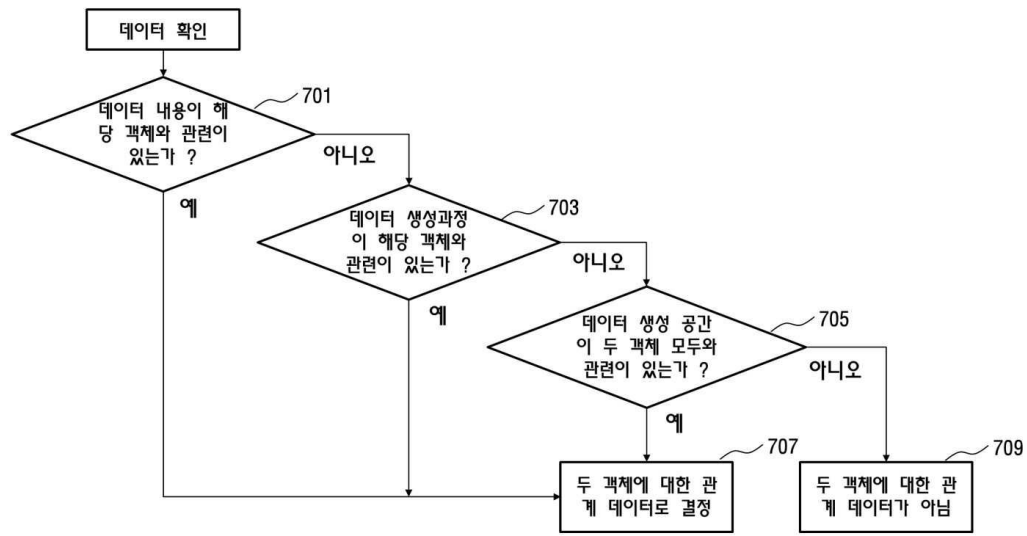 데이터 확인
701
데이터 내용이 해
당 객체와 관련이
있는가 ?
아니오
예
703
데이터 생성과정
이 해당 객체와
관련이 있는가 ?
아니오
예
705
데이터 생성 공간
이 두 객체 모두와
관련이 있는가 ?
아니오
예
707
두 객체에 대한 관
계 데이터로 결정
709
두 객체에 대한 관
계 데이터가 아님